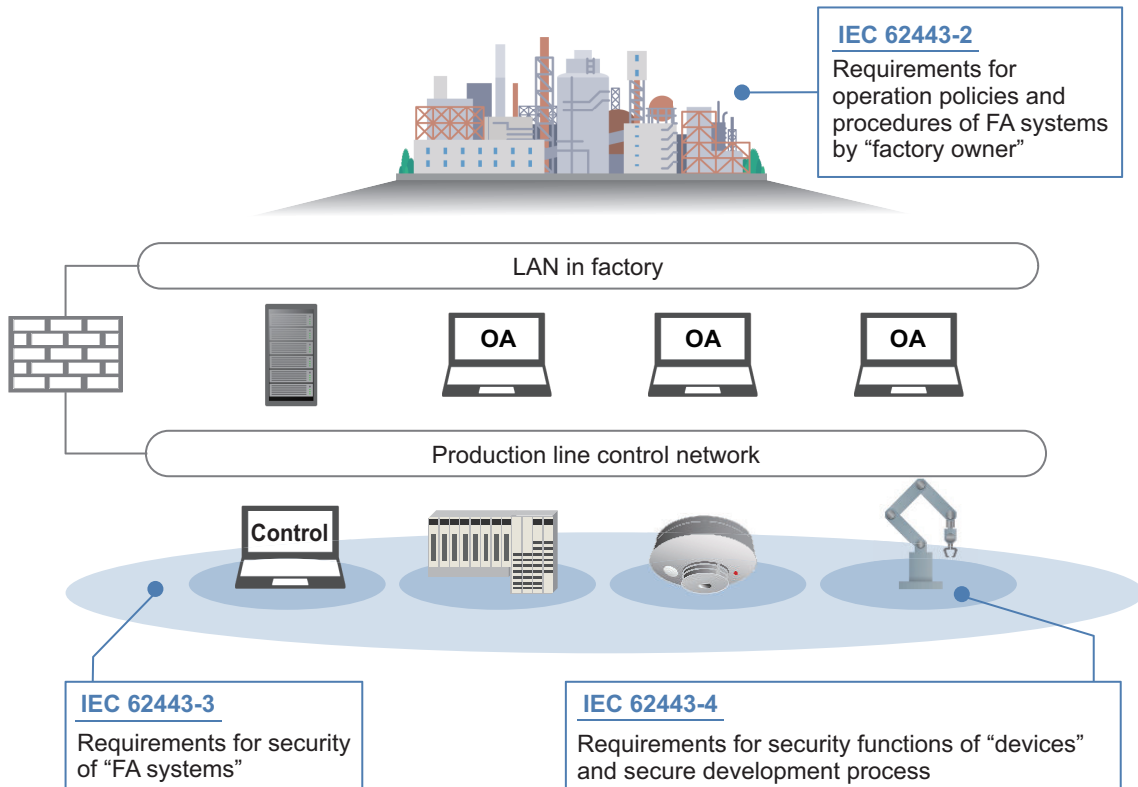 IEC 62443-2
Requirements for
operation policies and
procedures of FA systems
by “factory owner”
LAN in factory
OA
OA
OA
Production line control network
Control
IEC 62443-3
Requirements for security
of “FA systems”
IEC 62443-4
Requirements for security functions of “devices”
and secure development process